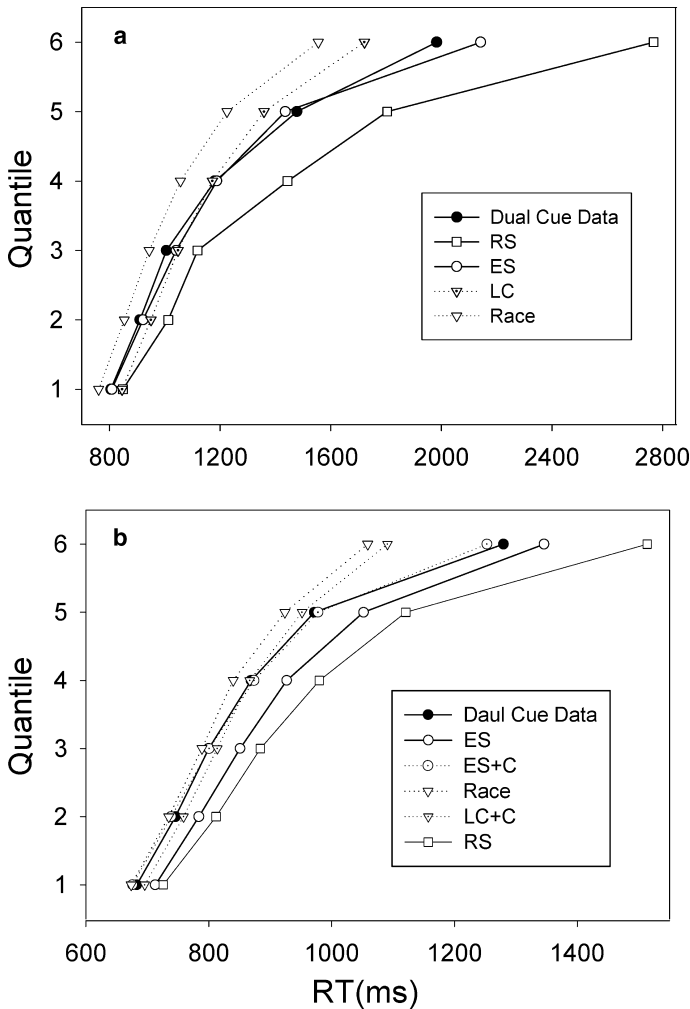 a
6
5
4
3
2
1
Quantile
Dual Cue Data
RS
ES
LC
Race
800 1200 1600 2000 2400 2800
b
6
5
4
3
2
1
Quantile
Daul Cue Data
ES
ES+C
Race
LC+C
RS
600 800 1000 1200 1400
RT(ms)